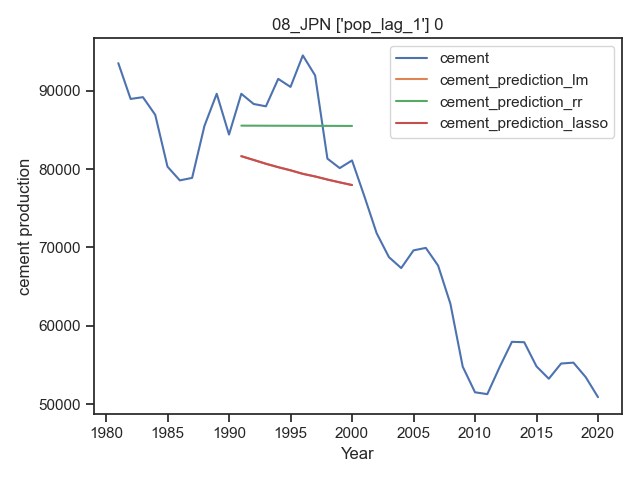 08_JPN ['pop_lag_1'] 0
cement
cement_prediction_lm
cement_prediction_rr
cement_prediction_lasso
cement production
90000
80000
70000
60000
50000
1980
1985
1990
1995
2000
2005
2010
2015
2020
Year